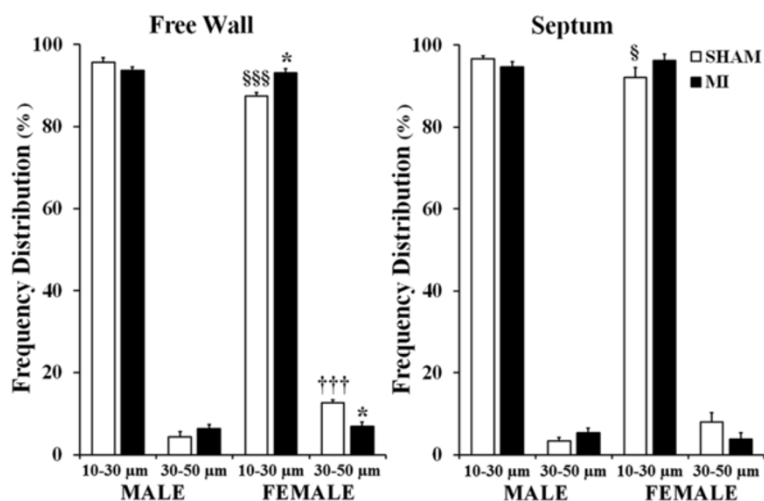 Free Wall
Frequency Distribution (%)
100
80
60
40
20
0
§§§
*
†††
*
10-30 µm 30-50 µm 10-30 µm 30-50 µm
MALE FEMALE
Septum
SHAM
MI
Frequency Distribution (%)
100
80
60
40
20
0
§
10-30 µm 30-50 µm 10-30 µm 30-50 µm
MALE FEMALE